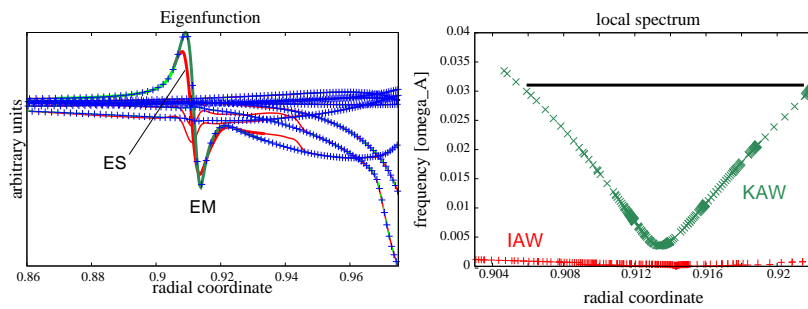 Eigenfunction
arbitrary units
ES
EM
0.86
0.88
0.9
0.92
0.94
0.96
radial coordinate
local spectrum
frequency [omega_A]
0.04
0.035
0.03
0.025
0.02
0.015
0.01
0.005
0
KAW
IAW
0.904
0.908
0.912
0.916
0.92
radial coordinate